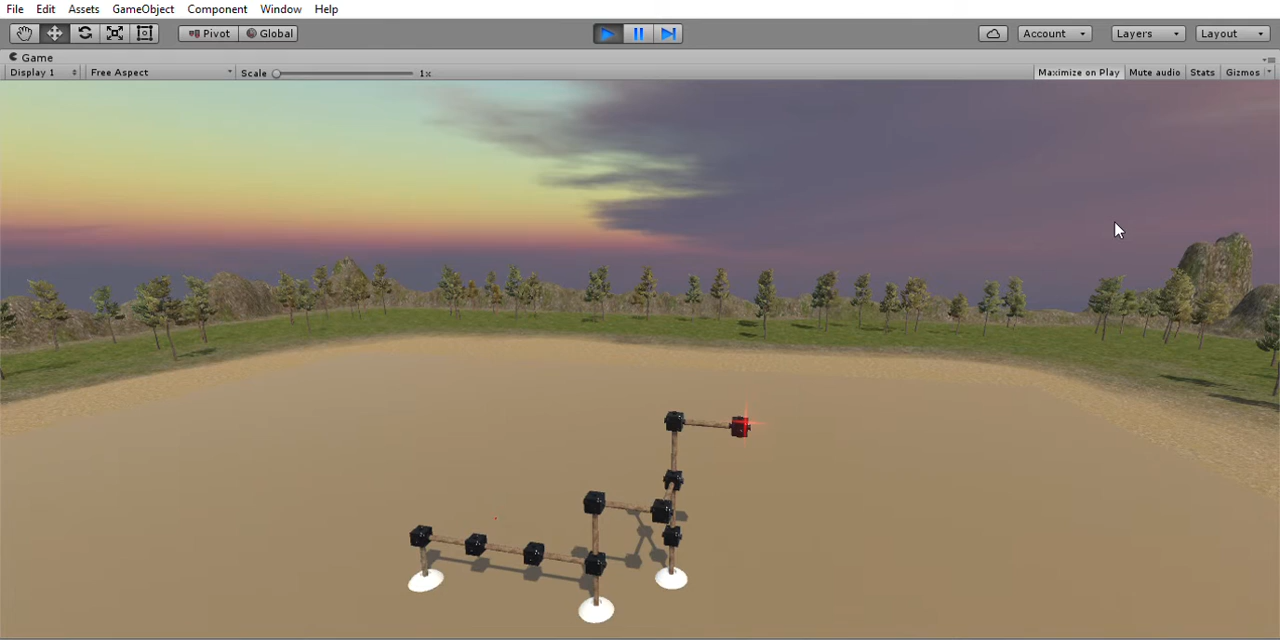 File Edit Assets GameObject Component Window Help
Pivot Global Account Layers Layout
Game
Display 1 Free Aspect Scale 1x Maximize on Play Mute audio Stats Gizmos